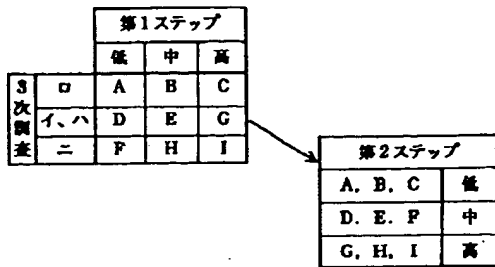 第1ステップ
低 中 高
3次調査
ロ A B C
イ、ハ D E G
ニ F H I
第2ステップ
A. B. C 低
D. E. F 中
G, H, I 高